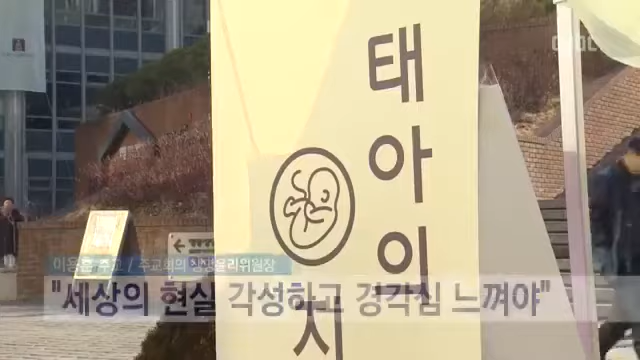 태아의
지
이용훈 주교 / 주교회의 생명윤리위원장
"세상의 현실 각성하고 경각심 느껴야"